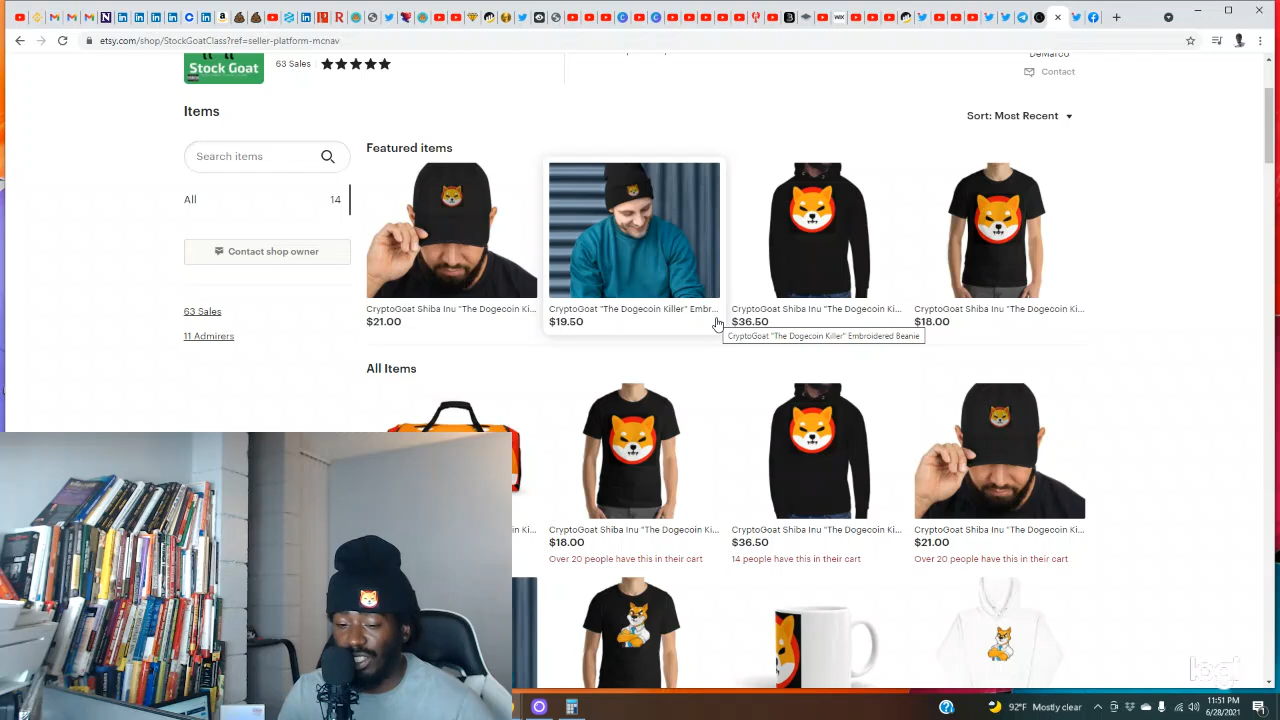 etsy.com/shop/StockGoatClass?ref=seller-platform-mcnav
Stock Goat
63 Sales
DeMarco
Contact
Items
Sort: Most Recent
Search items
Featured items
All 14
Contact shop owner
63 Sales
11 Admirers
CryptoGoat Shiba Inu "The Dogecoin Ki...
$21.00
CryptoGoat "The Dogecoin Killer" Embr...
$19.50
CryptoGoat Shiba Inu "The Dogecoin Ki...
$36.50
CryptoGoat Shiba Inu "The Dogecoin Ki...
$18.00
CryptoGoat "The Dogecoin Killer" Embroidered Beanie
All Items
n Ki...
CryptoGoat Shiba Inu "The Dogecoin Ki...
$18.00
Over 20 people have this in their cart
CryptoGoat Shiba Inu "The Dogecoin Ki...
$36.50
14 people have this in their cart
CryptoGoat Shiba Inu "The Dogecoin Ki...
$21.00
Over 20 people have this in their cart
logi
92°F Mostly clear
11:51 PM
6/28/2021